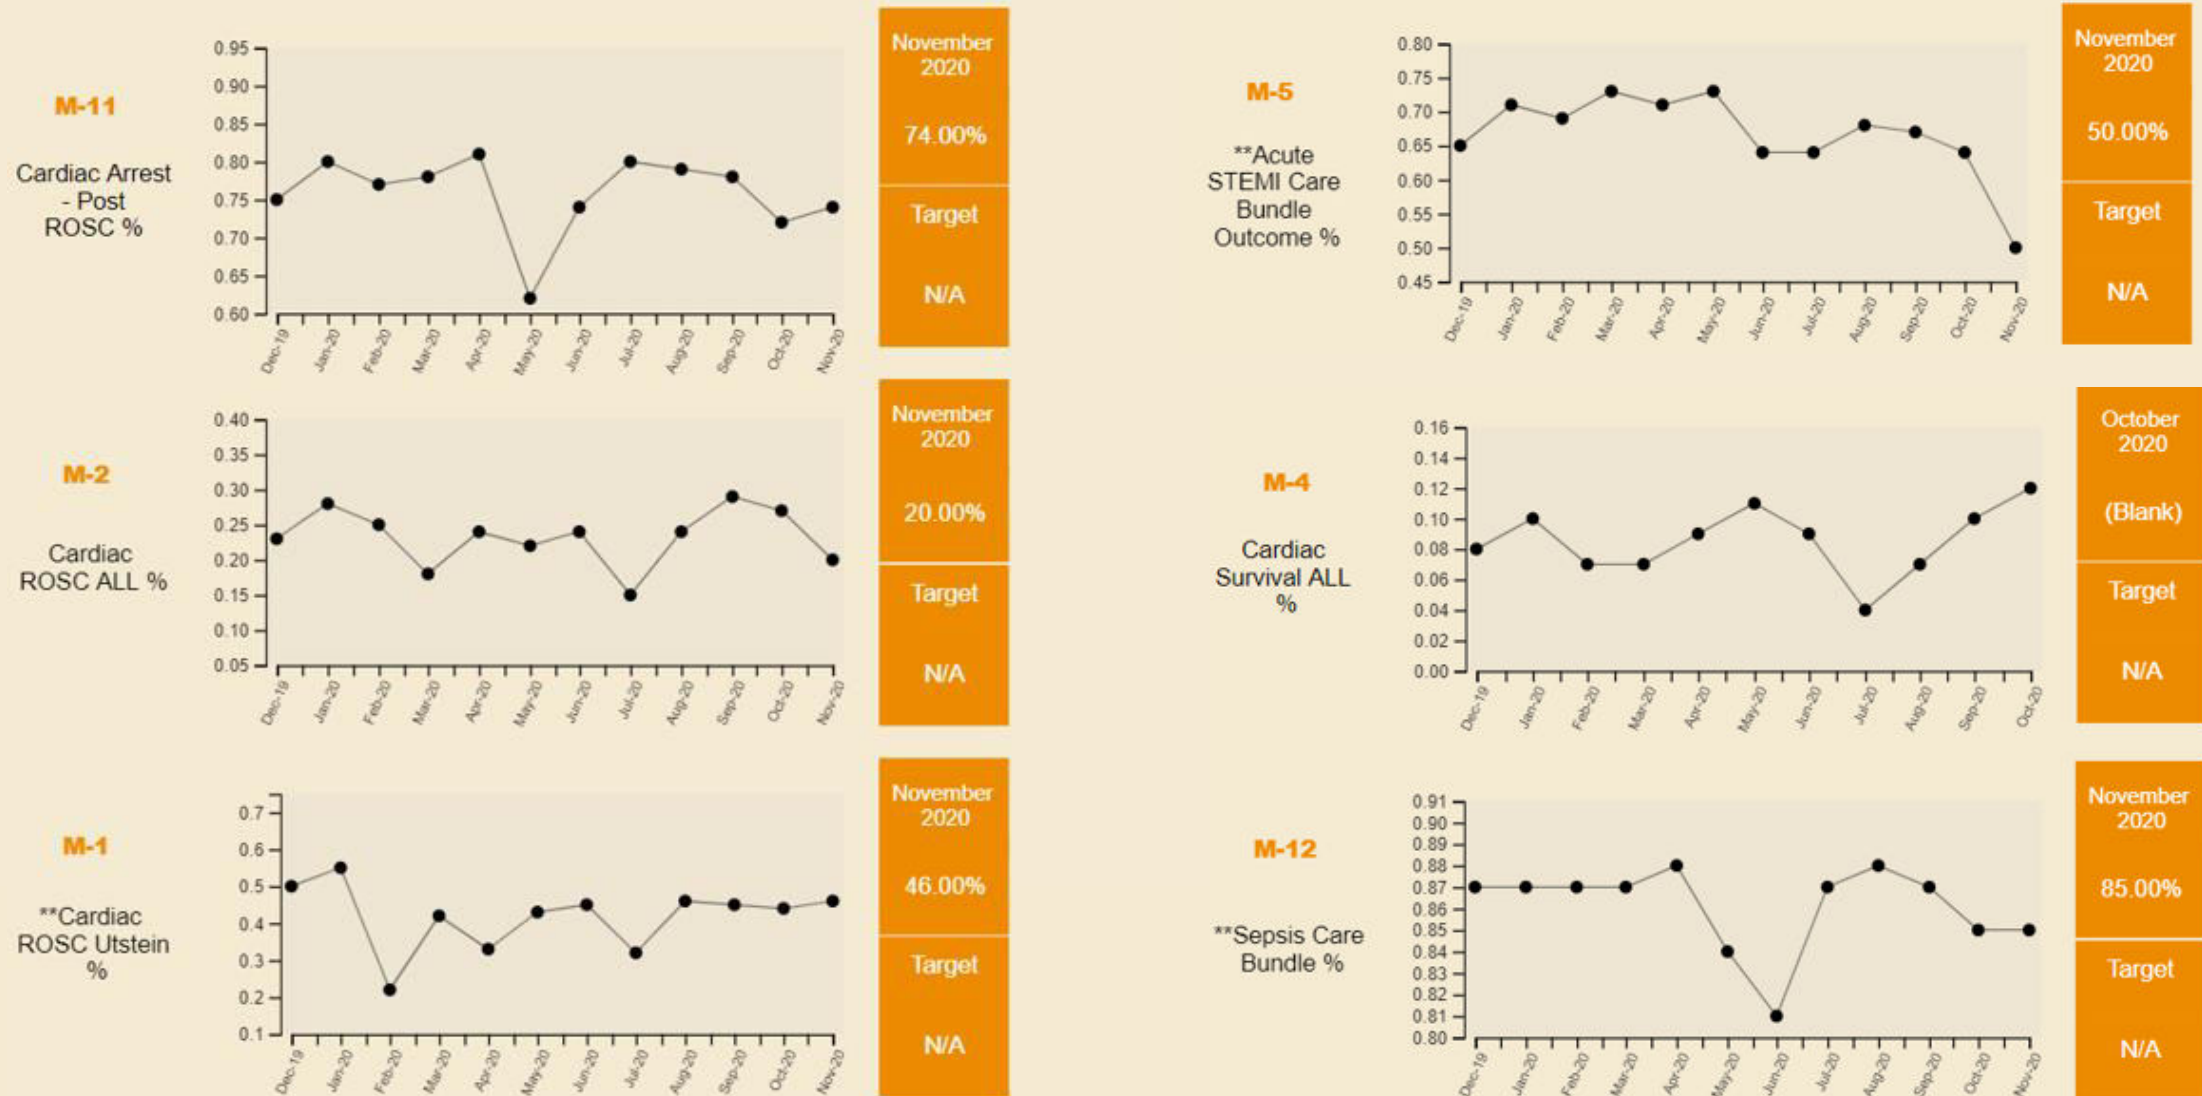 M-11
Cardiac Arrest
- Post
ROSC %
0.95
0.90
0.85
0.80
0.75
0.70
0.65
0.60
Dec-19
Jan-20
Feb-20
Mar-20
Apr-20
May-20
Jun-20
Jul-20
Aug-20
Sep-20
Oct-20
Nov-20
November
2020
74.00%
Target
N/A
M-5
**Acute
STEMI Care
Bundle
Outcome %
0.80
0.75
0.70
0.65
0.60
0.55
0.50
0.45
Dec-19
Jan-20
Feb-20
Mar-20
Apr-20
May-20
Jun-20
Jul-20
Aug-20
Sep-20
Oct-20
Nov-20
November
2020
50.00%
Target
N/A
M-2
Cardiac
ROSC ALL %
0.40
0.35
0.30
0.25
0.20
0.15
0.10
0.05
Dec-19
Jan-20
Feb-20
Mar-20
Apr-20
May-20
Jun-20
Jul-20
Aug-20
Sep-20
Oct-20
Nov-20
November
2020
20.00%
Target
N/A
M-4
Cardiac
Survival ALL
%
0.16
0.14
0.12
0.10
0.08
0.06
0.04
0.02
0.00
Dec-19
Jan-20
Feb-20
Mar-20
Apr-20
May-20
Jun-20
Jul-20
Aug-20
Sep-20
Oct-20
October
2020
(Blank)
Target
N/A
M-1
**Cardiac
ROSC Utstein
%
0.7
0.6
0.5
0.4
0.3
0.2
0.1
Dec-19
Jan-20
Feb-20
Mar-20
Apr-20
May-20
Jun-20
Jul-20
Aug-20
Sep-20
Oct-20
Nov-20
November
2020
46.00%
Target
N/A
M-12
**Sepsis Care
Bundle %
0.91
0.90
0.89
0.88
0.87
0.86
0.85
0.84
0.83
0.82
0.81
0.80
Dec-19
Jan-20
Feb-20
Mar-20
Apr-20
May-20
Jun-20
Jul-20
Aug-20
Sep-20
Oct-20
Nov-20
November
2020
85.00%
Target
N/A